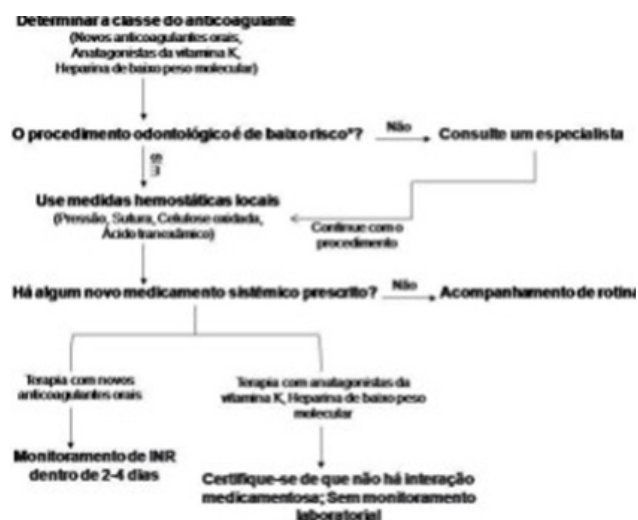 Determinar a classe do anticoagulante
(Novos anticoagulantes orais,
Anatagonistas da vitamina K,
Heparina de baixo peso molecular)
O procedimento odontológico é de baixo risco*?
Não
Consulte um especialista
Sim
Use medidas hemostáticas locais
(Pressão, Sutura, Celulose oxidada,
Ácido tranexâmico)
Continue com o
procedimento
Há algum novo medicamento sistêmico prescrito?
Não
Acompanhamento de rotina
Terapia com novos
anticoagulantes orais
Terapia com anatagonistas da
vitamina K, Heparina de baixo peso
molecular
Monitoramento de INR
dentro de 2-4 dias
Certifique-se de que não há interação
medicamentosa; Sem monitoramento
laboratorial